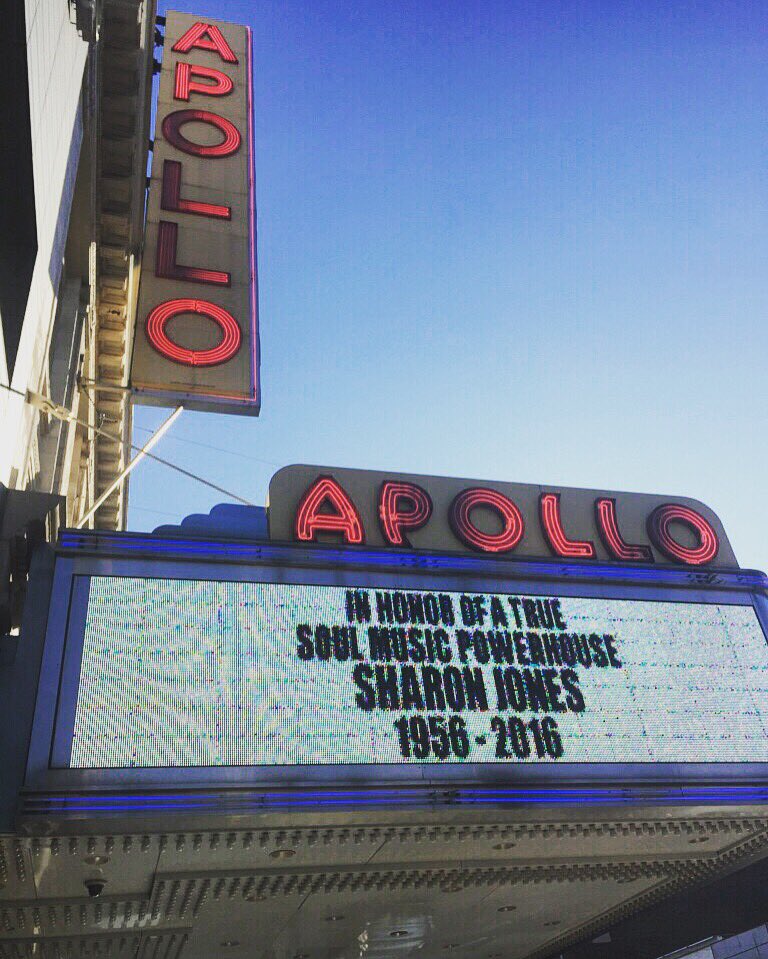 APOLLO
APOLLO
IN HONOR OF A TRUE
SOUL MUSIC POWERHOUSE
SHARON JONES
1956 - 2016